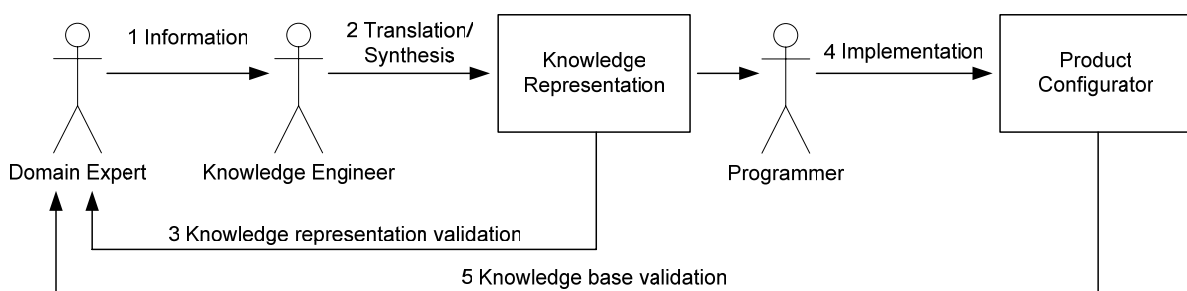 1 Information
2 Translation/
Synthesis
Knowledge
Representation
4 Implementation
Product
Configurator
Domain Expert
Knowledge Engineer
Programmer
3 Knowledge representation validation
5 Knowledge base validation